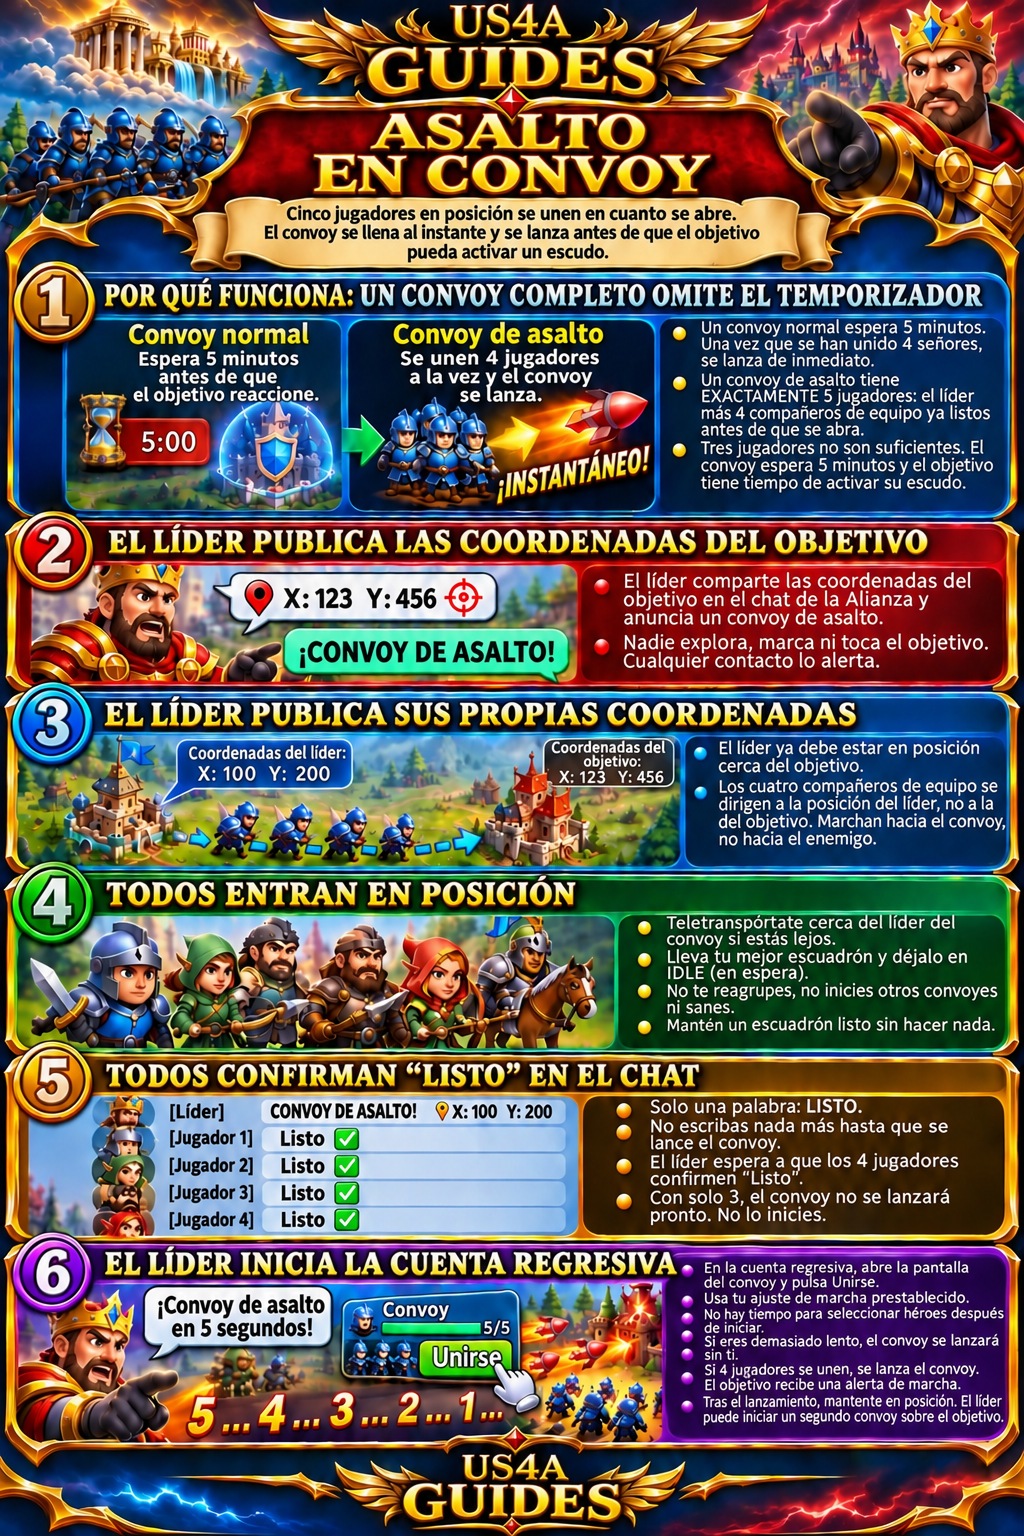 US4A
GUIDES
ASALTO
EN CONVOY
Cinco jugadores en posición se unen en cuanto se abre.
El convoy se llena al instante y se lanza antes de que el objetivo
pueda activar un escudo.
1
POR QUÉ FUNCIONA: UN CONVOY COMPLETO OMITE EL TEMPORIZADOR
Convoy normal
Espera 5 minutos
antes de que
el objetivo reaccione.
5:00
Convoy de asalto
Se unen 4 jugadores
a la vez y el convoy
se lanza.
¡INSTANTÁNEO!
Un convoy normal espera 5 minutos.
Una vez que se han unido 4 señores,
se lanza de inmediato.
Un convoy de asalto tiene
EXACTAMENTE 5 jugadores: el líder
más 4 compañeros de equipo ya listos
antes de que se abra.
Tres jugadores no son suficientes. El
convoy espera 5 minutos y el objetivo
tiene tiempo de activar su escudo.
2
EL LÍDER PUBLICA LAS COORDENADAS DEL OBJETIVO
X: 123 Y: 456
¡CONVOY DE ASALTO!
El líder comparte las coordenadas del
objetivo en el chat de la Alianza y
anuncia un convoy de asalto.
Nadie explora, marca ni toca el objetivo.
Cualquier contacto lo alerta.
3
EL LÍDER PUBLICA SUS PROPIAS COORDENADAS
Coordenadas del líder:
X: 100 Y: 200
Coordenadas del
objetivo:
X: 123 Y: 456
El líder ya debe estar en posición
cerca del objetivo.
Los cuatro compañeros de equipo se
dirigen a la posición del líder, no a la
del objetivo. Marchan hacia el convoy,
no hacia el enemigo.
4
TODOS ENTRAN EN POSICIÓN
Teletranspórtate cerca del líder del
convoy si estás lejos.
Lleva tu mejor escuadrón y déjalo en
IDLE (en espera).
No te reagrupes, no inicies otros convoyes
ni sanes.
Mantén un escuadrón listo sin hacer nada.
5
TODOS CONFIRMAN “LISTO” EN EL CHAT
[Líder] CONVOY DE ASALTO! X: 100 Y: 200
[Jugador 1] Listo
[Jugador 2] Listo
[Jugador 3] Listo
[Jugador 4] Listo
Solo una palabra: LISTO.
No escribas nada más hasta que se
lance el convoy.
El líder espera a que los 4 jugadores
confirmen “Listo”.
Con solo 3, el convoy no se lanzará
pronto. No lo inicies.
6
EL LÍDER INICIA LA CUENTA REGRESIVA
¡Convoy de asalto
en 5 segundos!
Convoy
5/5
Unirse
5... 4... 3... 2... 1...
En la cuenta regresiva, abre la pantalla
del convoy y pulsa Unirse.
Usa tu ajuste de marcha prestablecido.
No hay tiempo para seleccionar héroes después
de iniciar.
Si eres demasiado lento, el convoy se lanzará
sin ti.
Si 4 jugadores se unen, se lanza el convoy.
El objetivo recibe una alerta de marcha.
Tras el lanzamiento, mantente en posición. El líder
puede iniciar un segundo convoy sobre el objetivo.
US4A
GUIDES